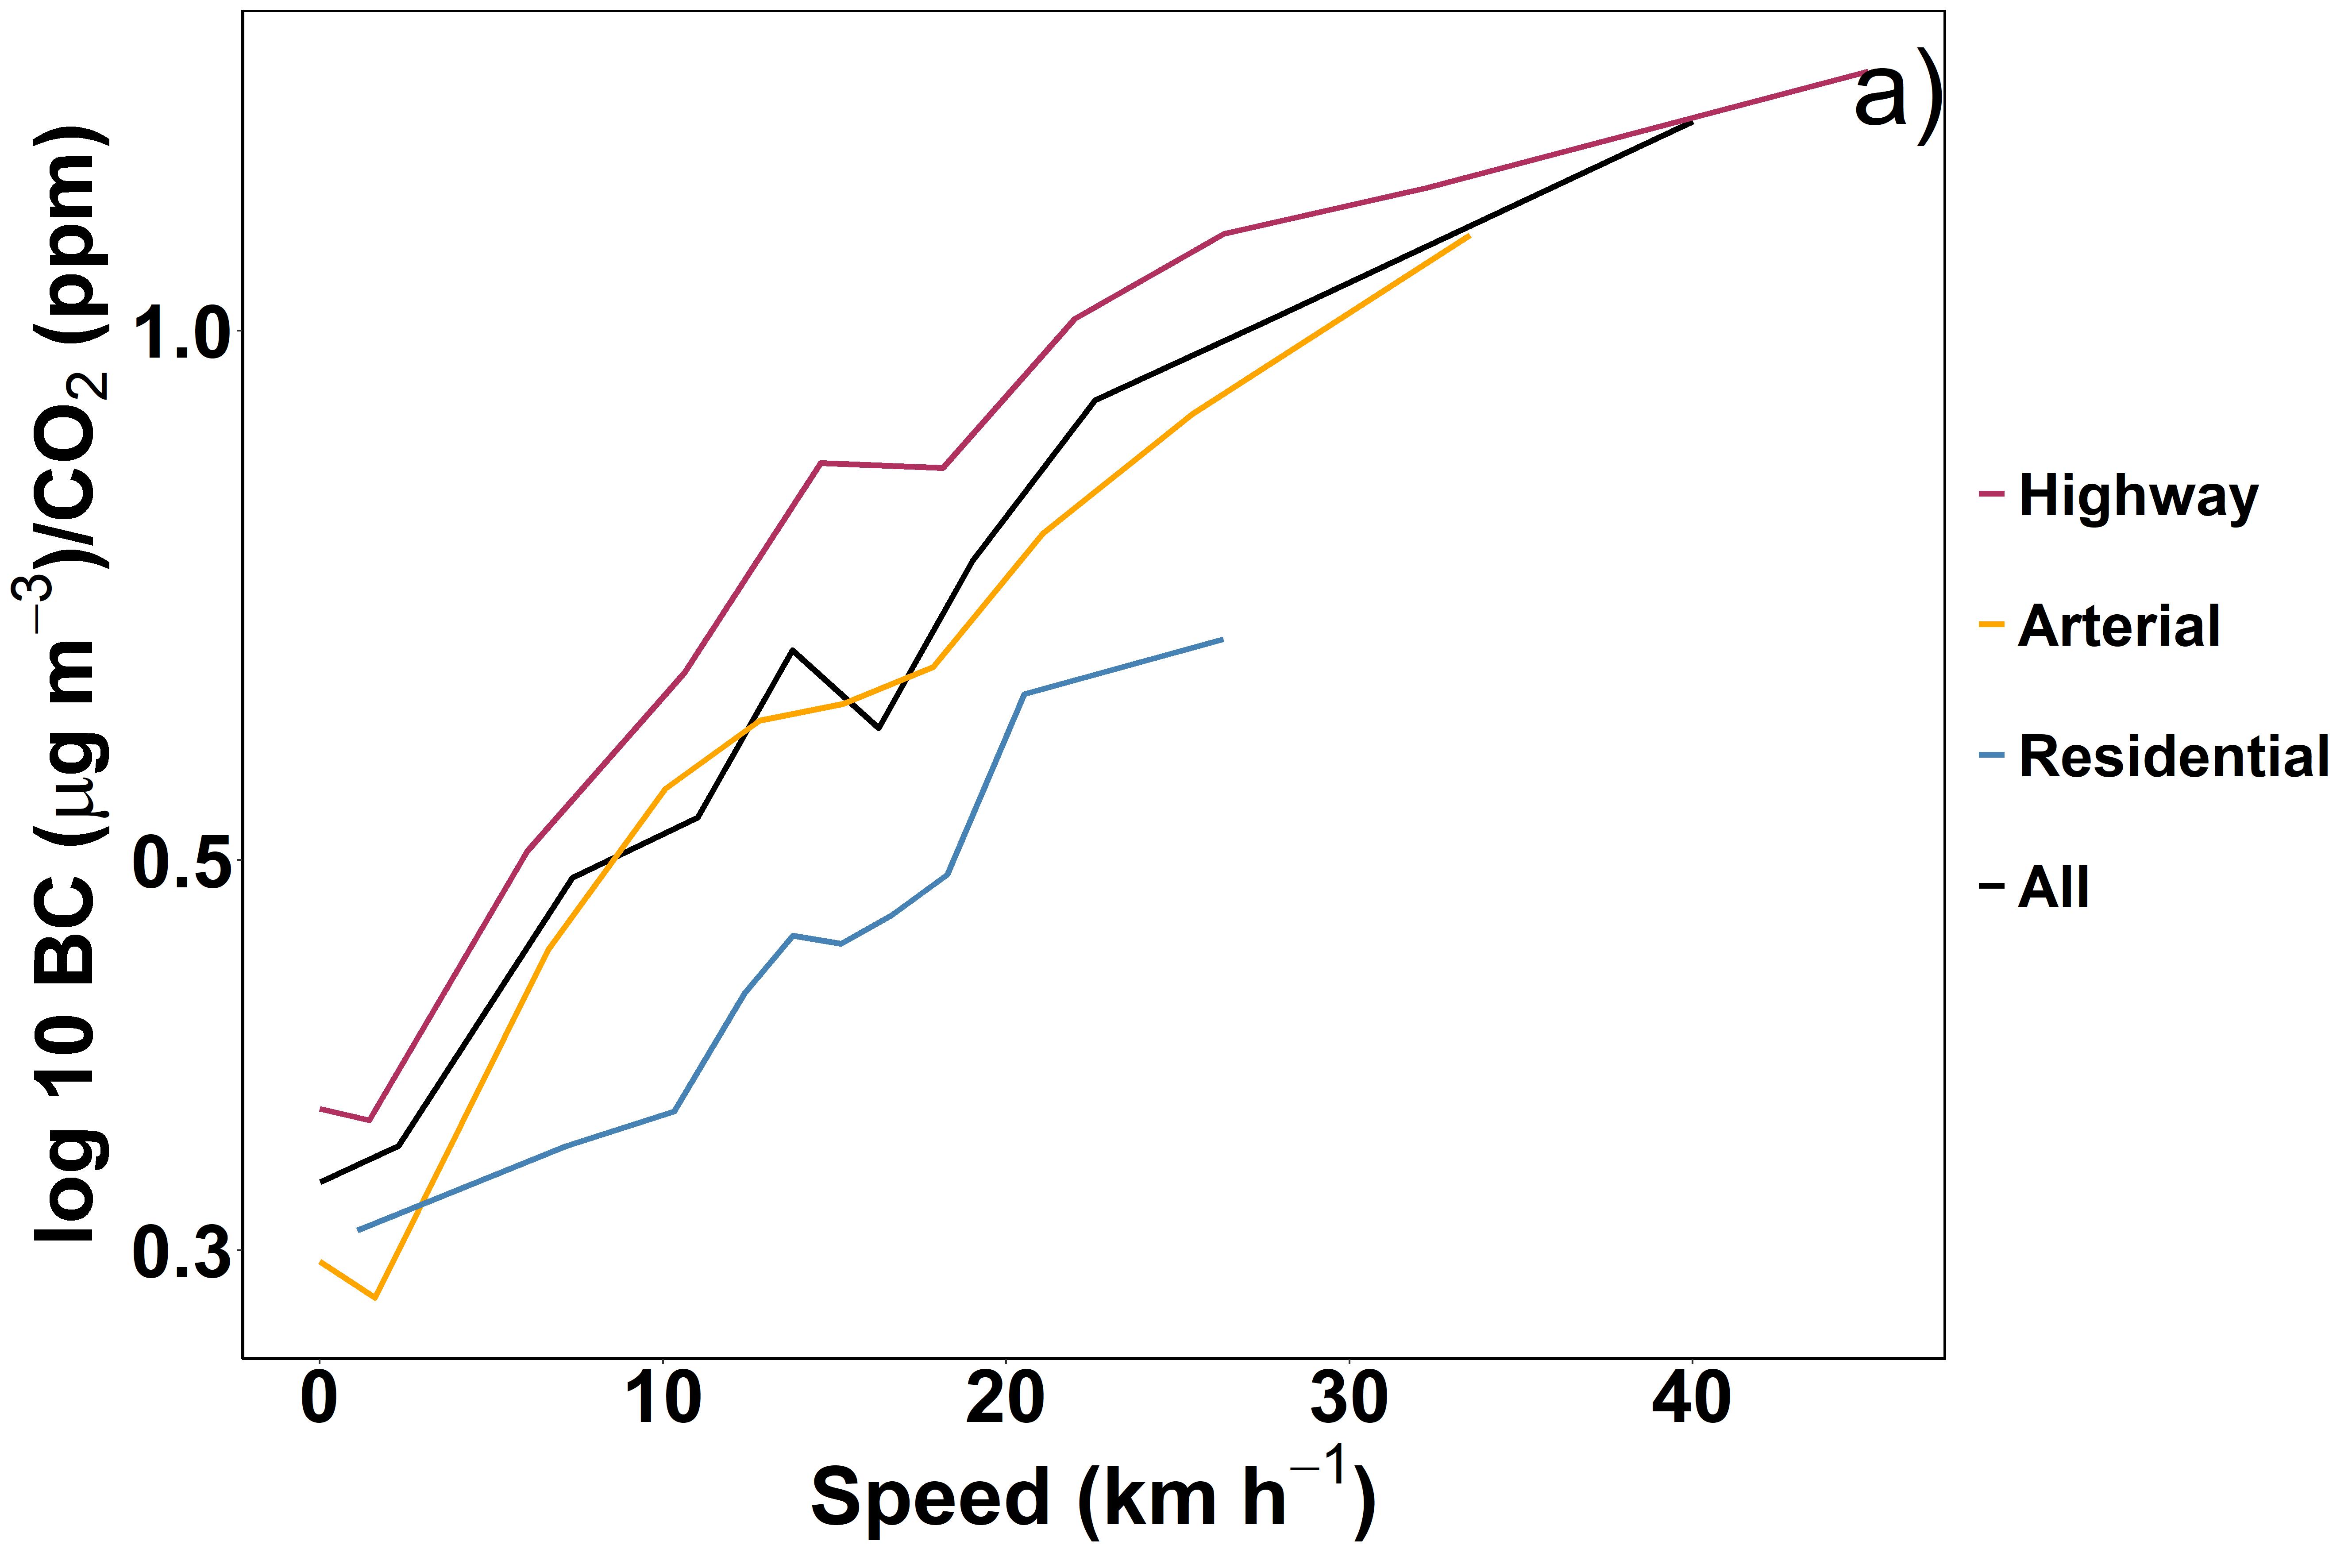 a)
log 10 BC (μg m⁻³)/CO₂ (ppm)
1.0
0.5
0.3
0 10 20 30 40
Speed (km h⁻¹)
Highway
Arterial
Residential
All